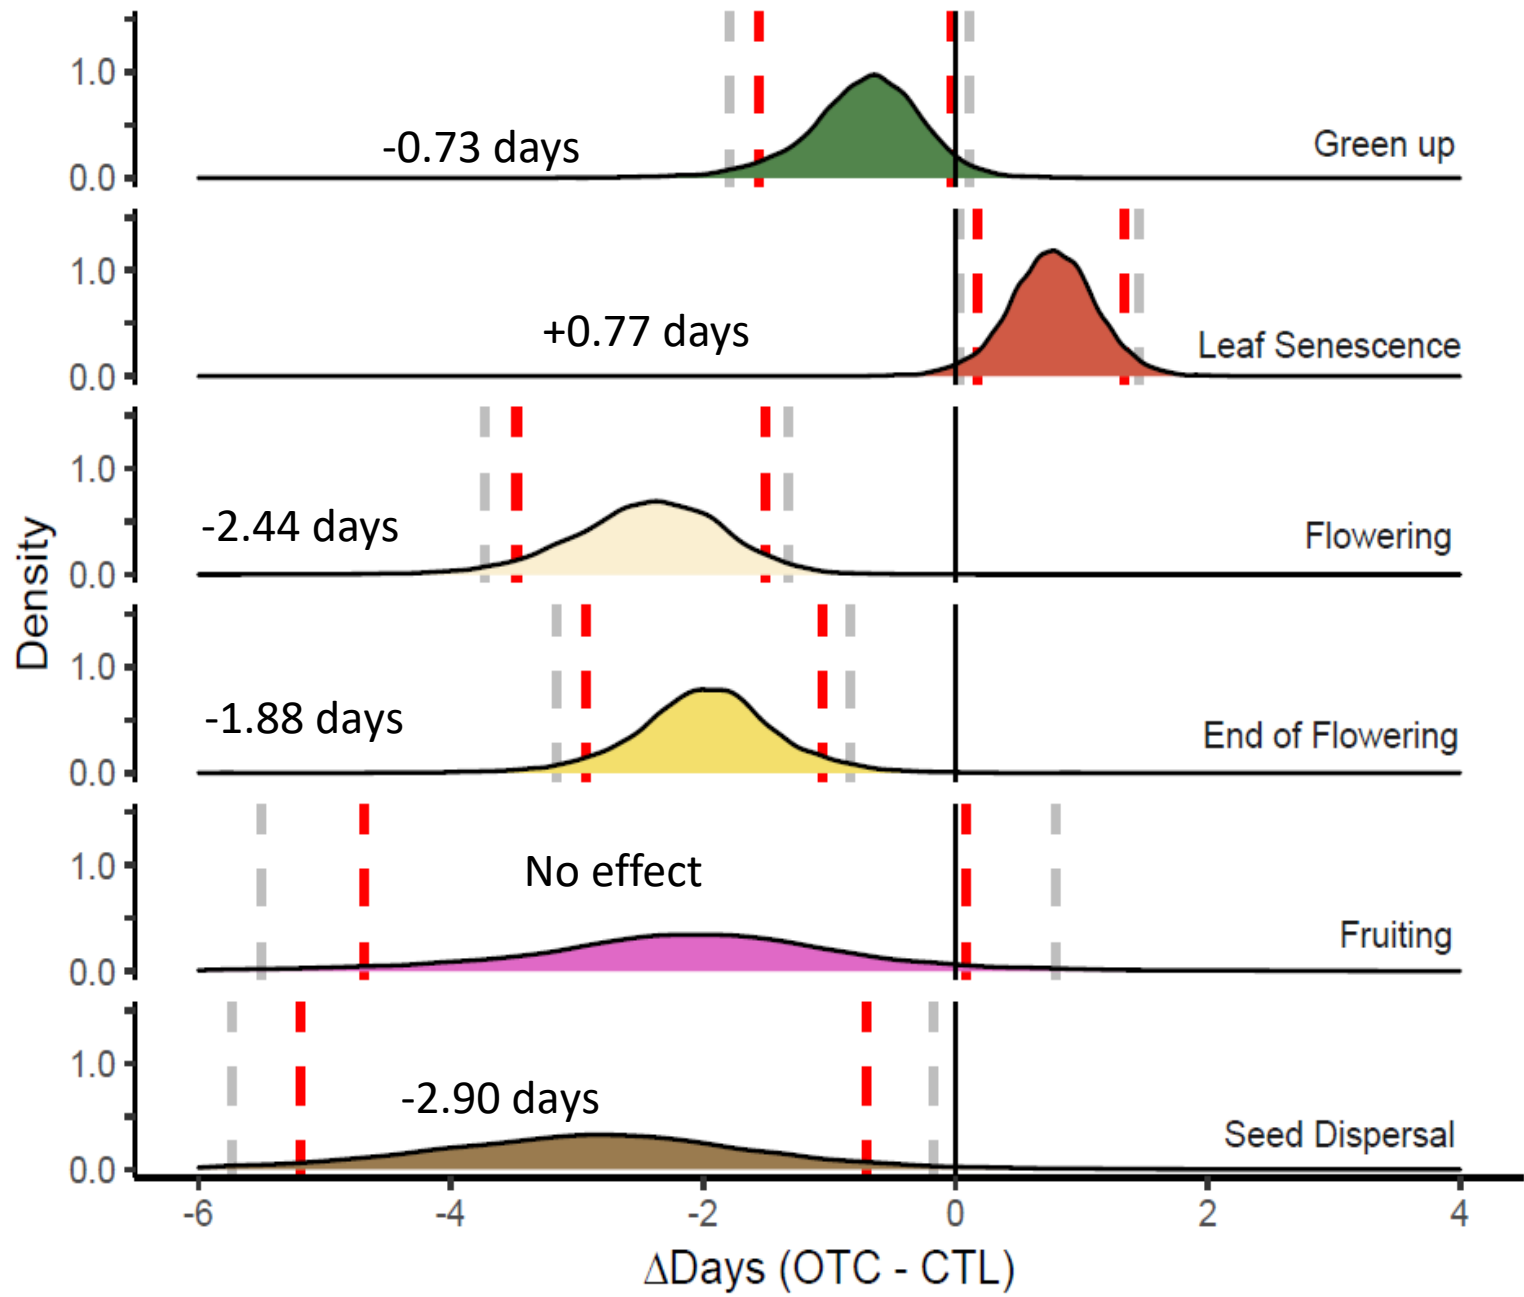 1.0
-0.73 days
Green up
0.0
1.0
+0.77 days
Leaf Senescence
0.0
1.0
-2.44 days
Flowering
0.0
Density
1.0
-1.88 days
End of Flowering
0.0
1.0
No effect
Fruiting
0.0
1.0
-2.90 days
Seed Dispersal
0.0
-6 -4 -2 0 2 4
ΔDays (OTC - CTL)